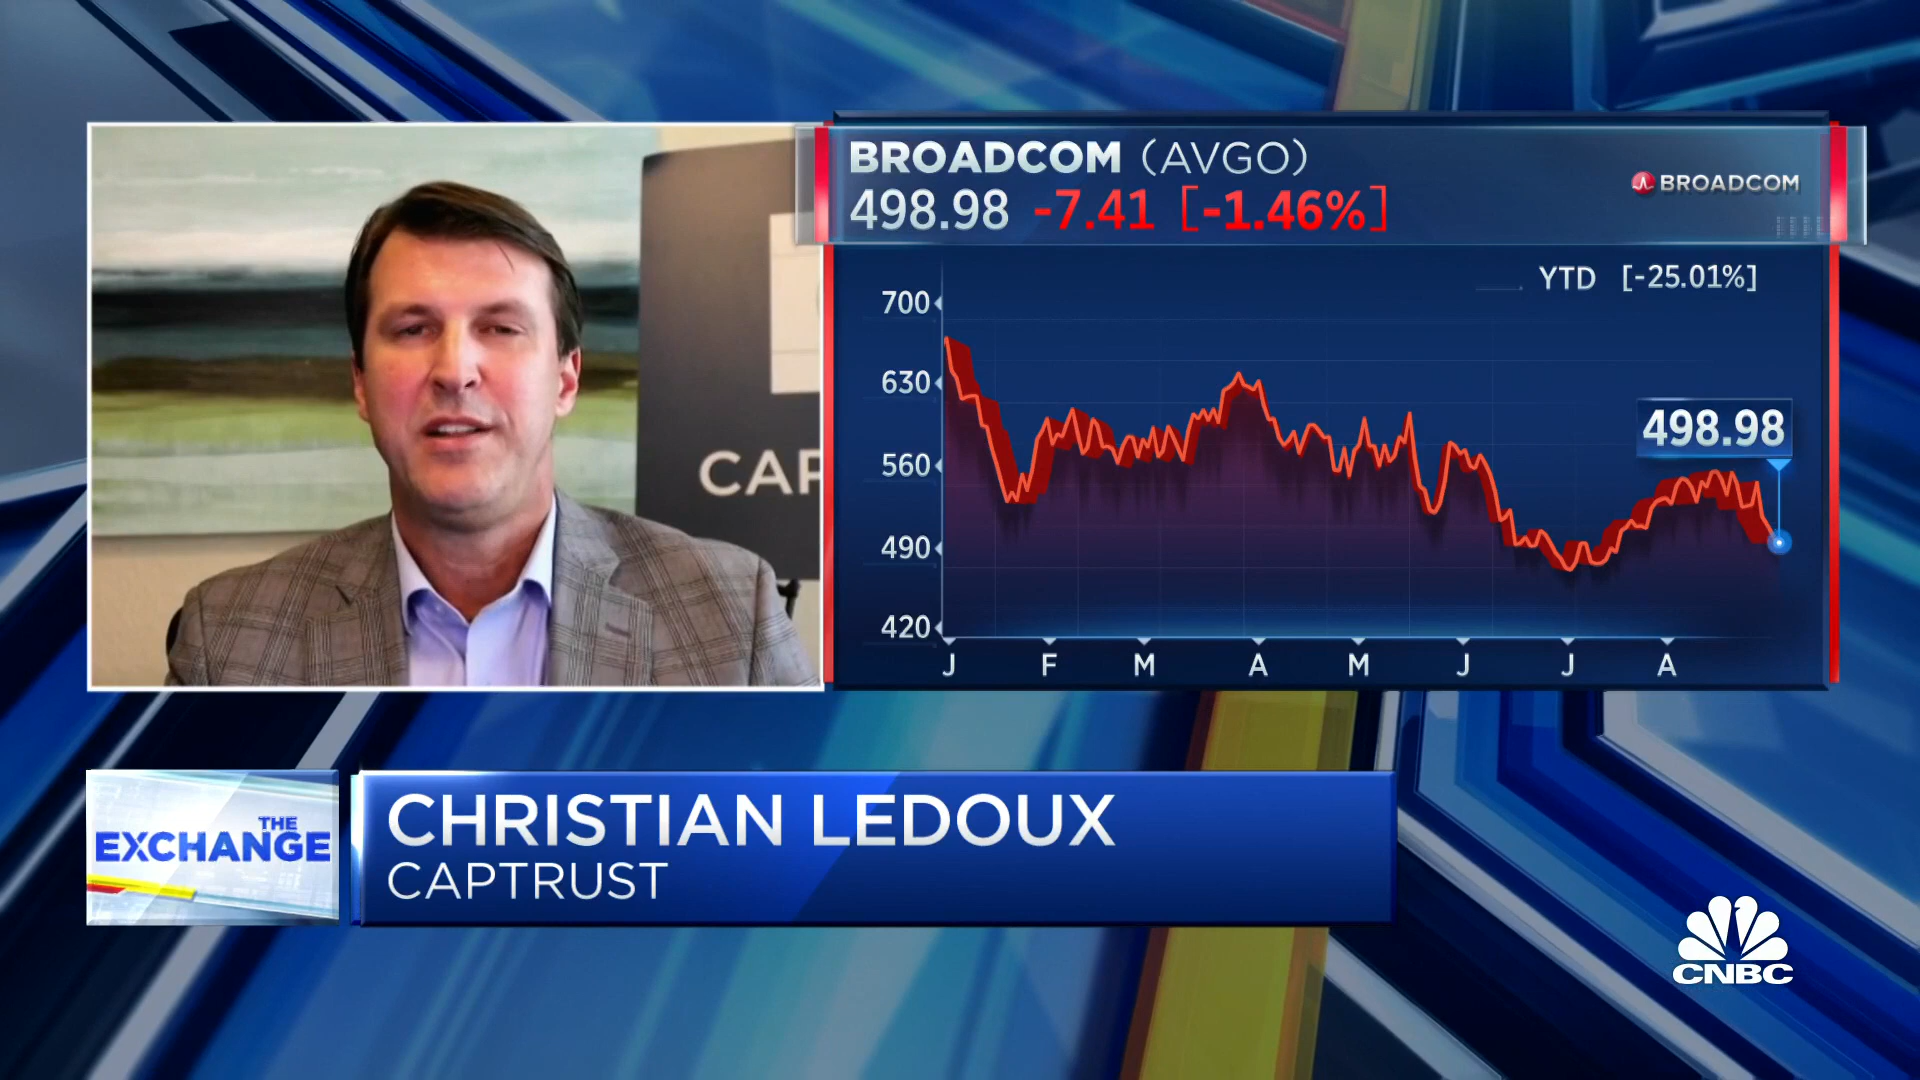 BROADCOM (AVGO)
498.98 -7.41 [-1.46%]
BROADCOM
YTD [-25.01%]
700
630
560
490
420
498.98
J F M A M J J A
CAP
THE
EXCHANGE
CHRISTIAN LEDOUX
CAPTRUST
CNBC